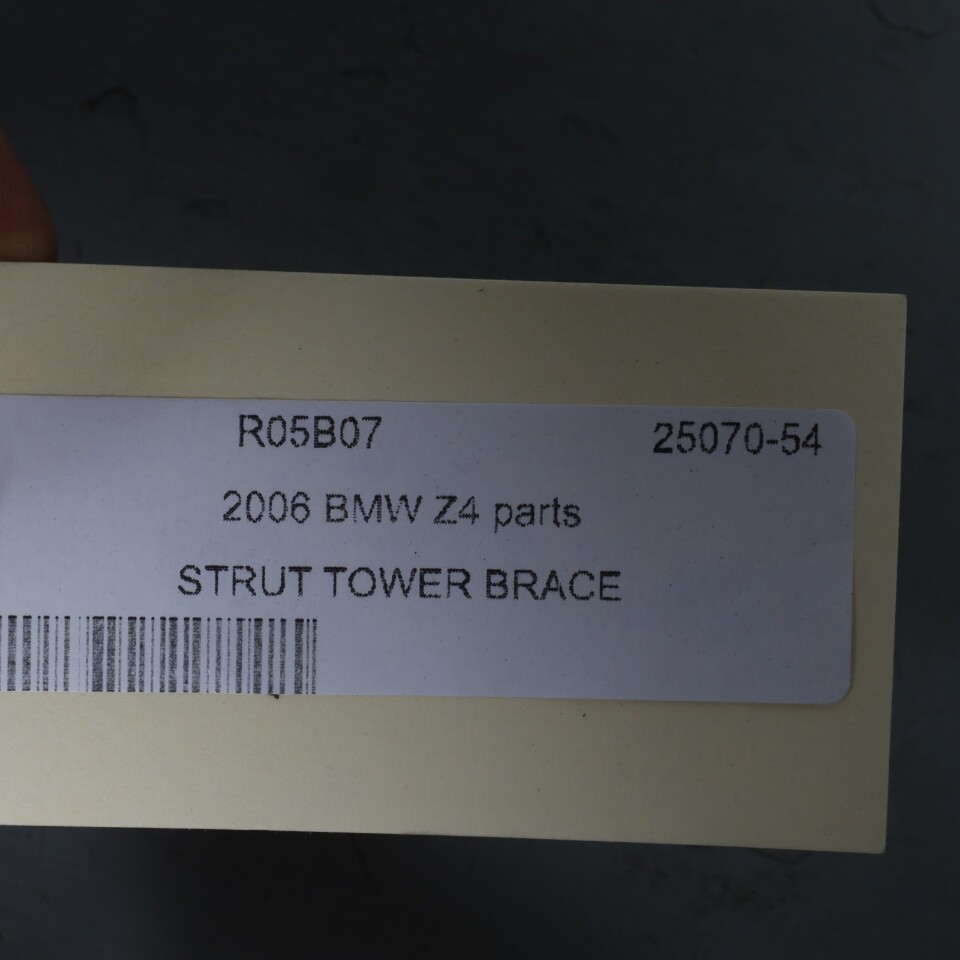 R05B07 25070-54
2006 BMW Z4 parts
STRUT TOWER BRACE